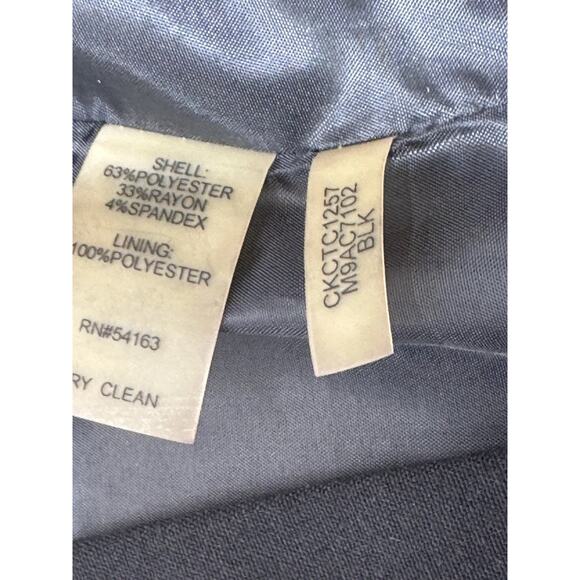 SHELL:
63%POLYESTER
33%RAYON
4%SPANDEX
LINING:
100%POLYESTER
RN#54163
RY CLEAN
CKCTC1257
M9AC7102
BLK